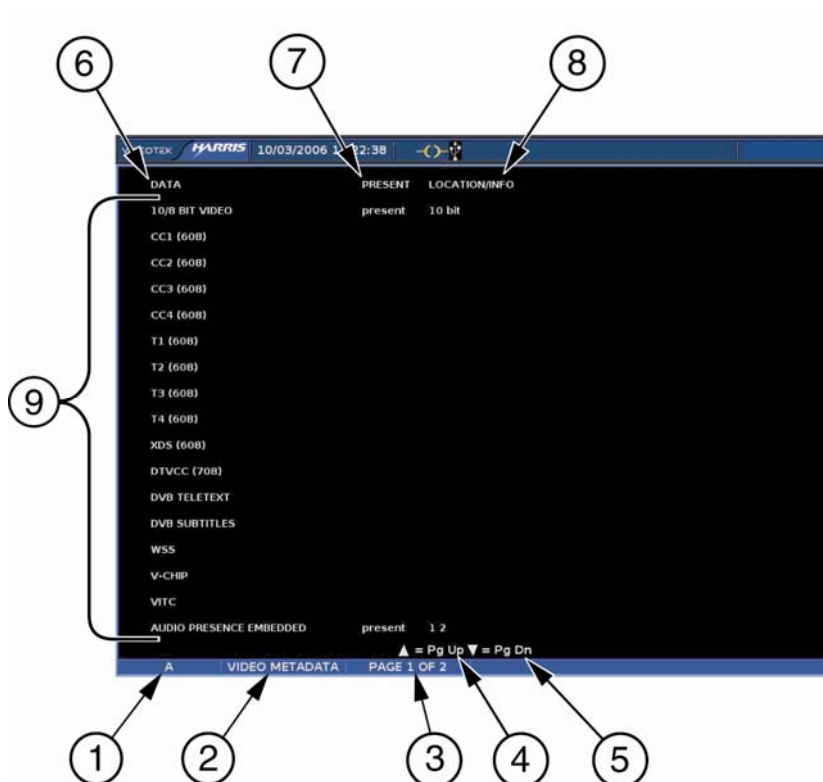 6 7 8
HARRIS 10/03/2006 22:38
DATA PRESENT LOCATION/INFO
10/8 BIT VIDEO present 10 bit
CC1 (608)
CC2 (608)
CC3 (608)
CC4 (608)
T1 (608)
T2 (608)
T3 (608)
T4 (608)
9
XDS (608)
DTVCC (708)
DVB TELETEXT
DVB SUBTITLES
WSS
V-CHIP
VITC
AUDIO PRESENCE EMBEDDED present 1 2
▲ = Pg Up ▼ = Pg Dn
A VIDEO METADATA PAGE 1 OF 2
1 2 3 4 5